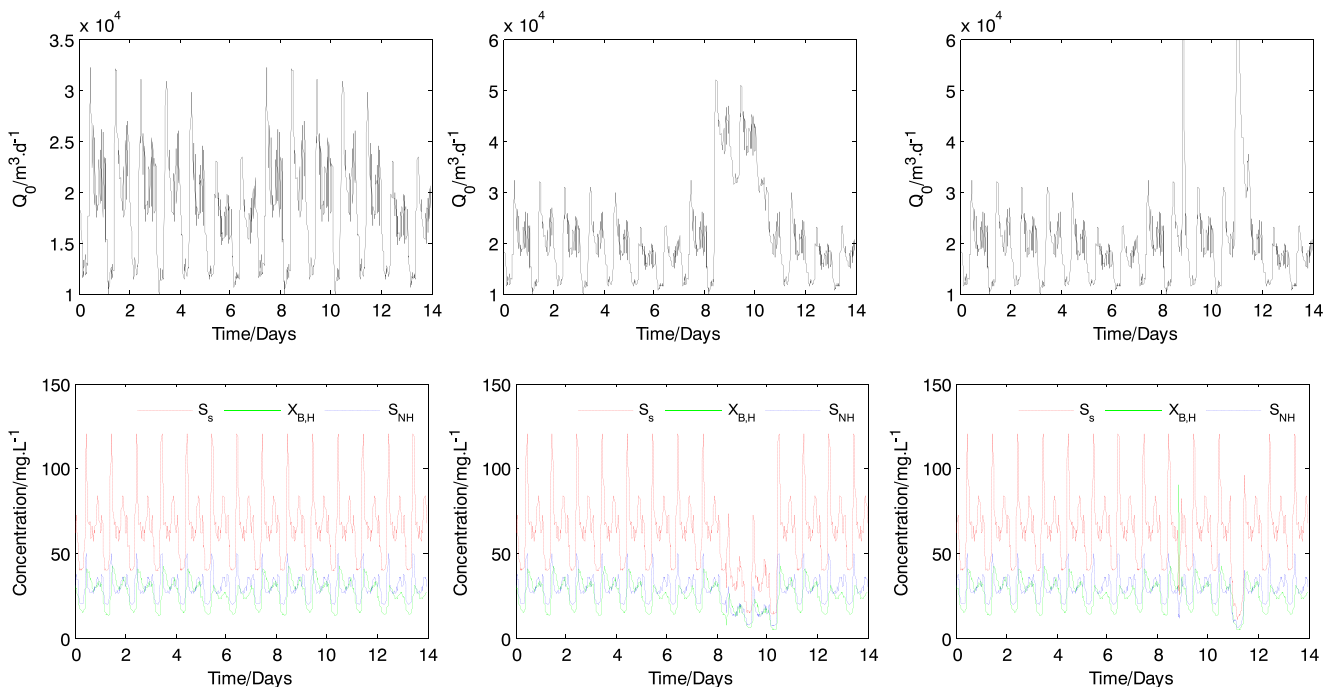 x 10^4 x 10^4 x 10^4
3.5 6 6
3 5 5
2.5 4 4
2 3 3
1.5 2 2
1 1 1
Q_0/m^3.d^-1 Q_0/m^3.d^-1 Q_0/m^3.d^-1
0 2 4 6 8 10 12 14 0 2 4 6 8 10 12 14 0 2 4 6 8 10 12 14
Time/Days Time/Days Time/Days
150 150 150
S_s X_B,H S_NH S_s X_B,H S_NH S_s X_B,H S_NH
100 100 100
50 50 50
0 0 0
Concentration/mg.L^-1 Concentration/mg.L^-1 Concentration/mg.L^-1
0 2 4 6 8 10 12 14 0 2 4 6 8 10 12 14 0 2 4 6 8 10 12 14
Time/Days Time/Days Time/Days